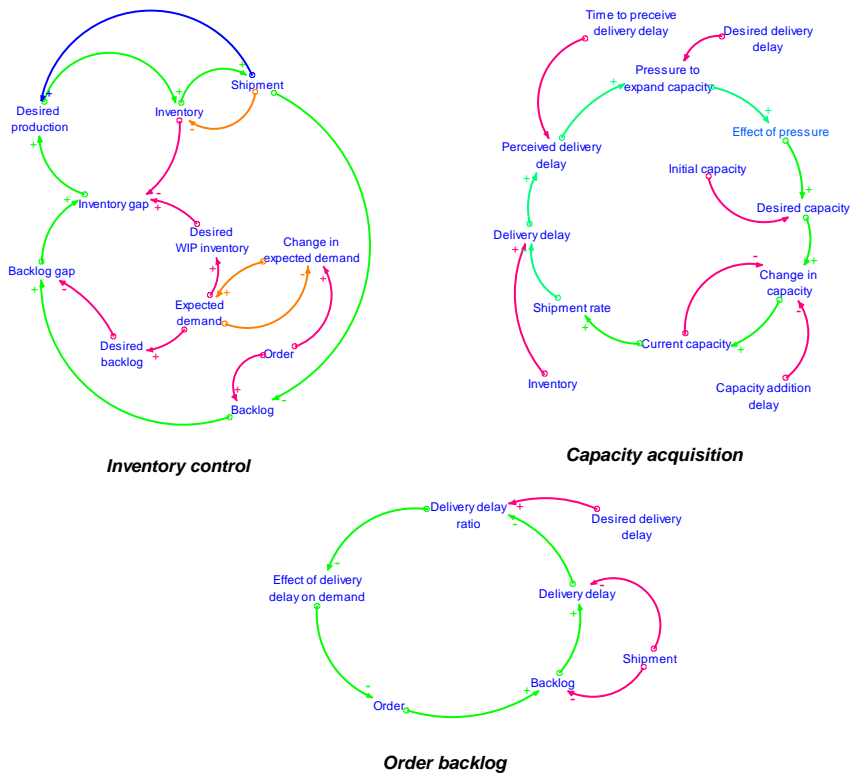 Time to preceive
delivery delay
Desired delivery
delay
+
+
Shipment
+
Desired
production
+
Inventory
-
Pressure to
expand capacity
+
+
Effect of pressure
Perceived delivery
delay
+
-
+
Inventory gap
+
Initial capacity
+
Desired capacity
Desired
WIP inventory
Change in
expected demand
+
Delivery delay
+
Backlog gap
+
-
+
-
+
+
Expected
demand
-
+
Change in
capacity
-
Shipment rate
+
Desired
backlog
+
Order
Current capacity
+
+
Backlog
-
Inventory
Capacity addition
delay
Inventory control
Capacity acquisition
Delivery delay
ratio
+
-
Desired delivery
delay
-
Effect of delivery
delay on demand
-
Delivery delay
+
Shipment
-
Order
+
Backlog
-
Order backlog